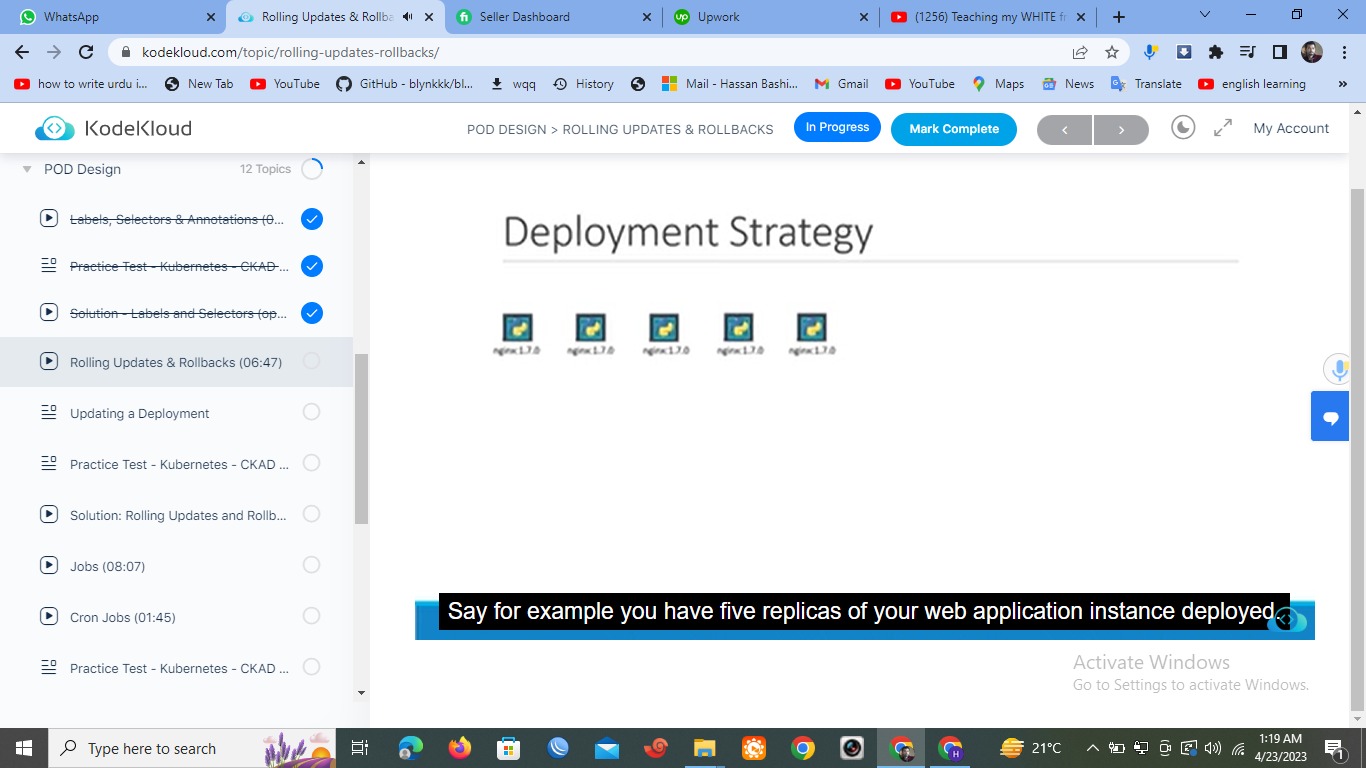 WhatsApp
Rolling Updates & Rollba
Seller Dashboard
Upwork
(1256) Teaching my WHITE fr
kodekloud.com/topic/rolling-updates-rollbacks/
how to write urdu i...
New Tab
YouTube
GitHub - blynkkk/bl...
wqq
History
Mail - Hassan Bashi...
Gmail
YouTube
Maps
News
Translate
english learning
»
KodeKloud
POD DESIGN > ROLLING UPDATES & ROLLBACKS
In Progress
Mark Complete
My Account
POD Design
12 Topics
Labels, Selectors & Annotations (0...
Practice Test - Kubernetes - CKAD ...
Solution - Labels and Selectors (op...
Rolling Updates & Rollbacks (06:47)
Updating a Deployment
Practice Test - Kubernetes - CKAD ...
Solution: Rolling Updates and Rollb...
Jobs (08:07)
Cron Jobs (01:45)
Practice Test - Kubernetes - CKAD ...
Deployment Strategy
nginx:1.7.0
nginx:1.7.0
nginx:1.7.0
nginx:1.7.0
nginx:1.7.0
Say for example you have five replicas of your web application instance deployed.
Activate Windows
Go to Settings to activate Windows.
Type here to search
21°C
1:19 AM
4/23/2023
1